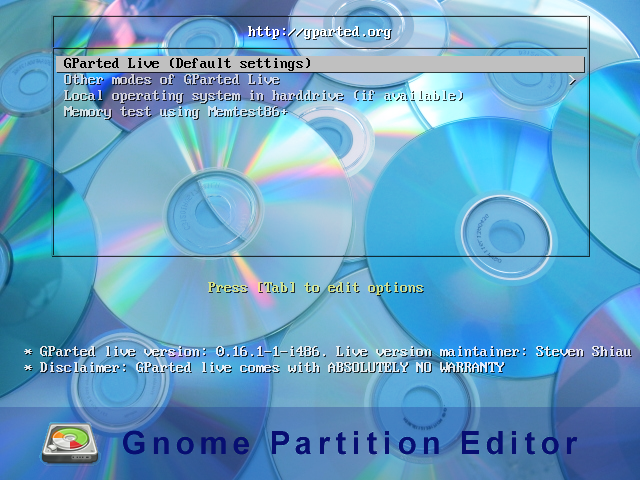 http://gparted.org
GParted Live (Default settings)
Other modes of GParted Live >
Local operating system in harddrive (if available)
Memory test using Memtest86+
Press [Tab] to edit options
* GParted live version: 0.16.1-1-i486. Live version maintainer: Steven Shiau
* Disclaimer: GParted live comes with ABSOLUTELY NO WARRANTY
Gnome Partition Editor